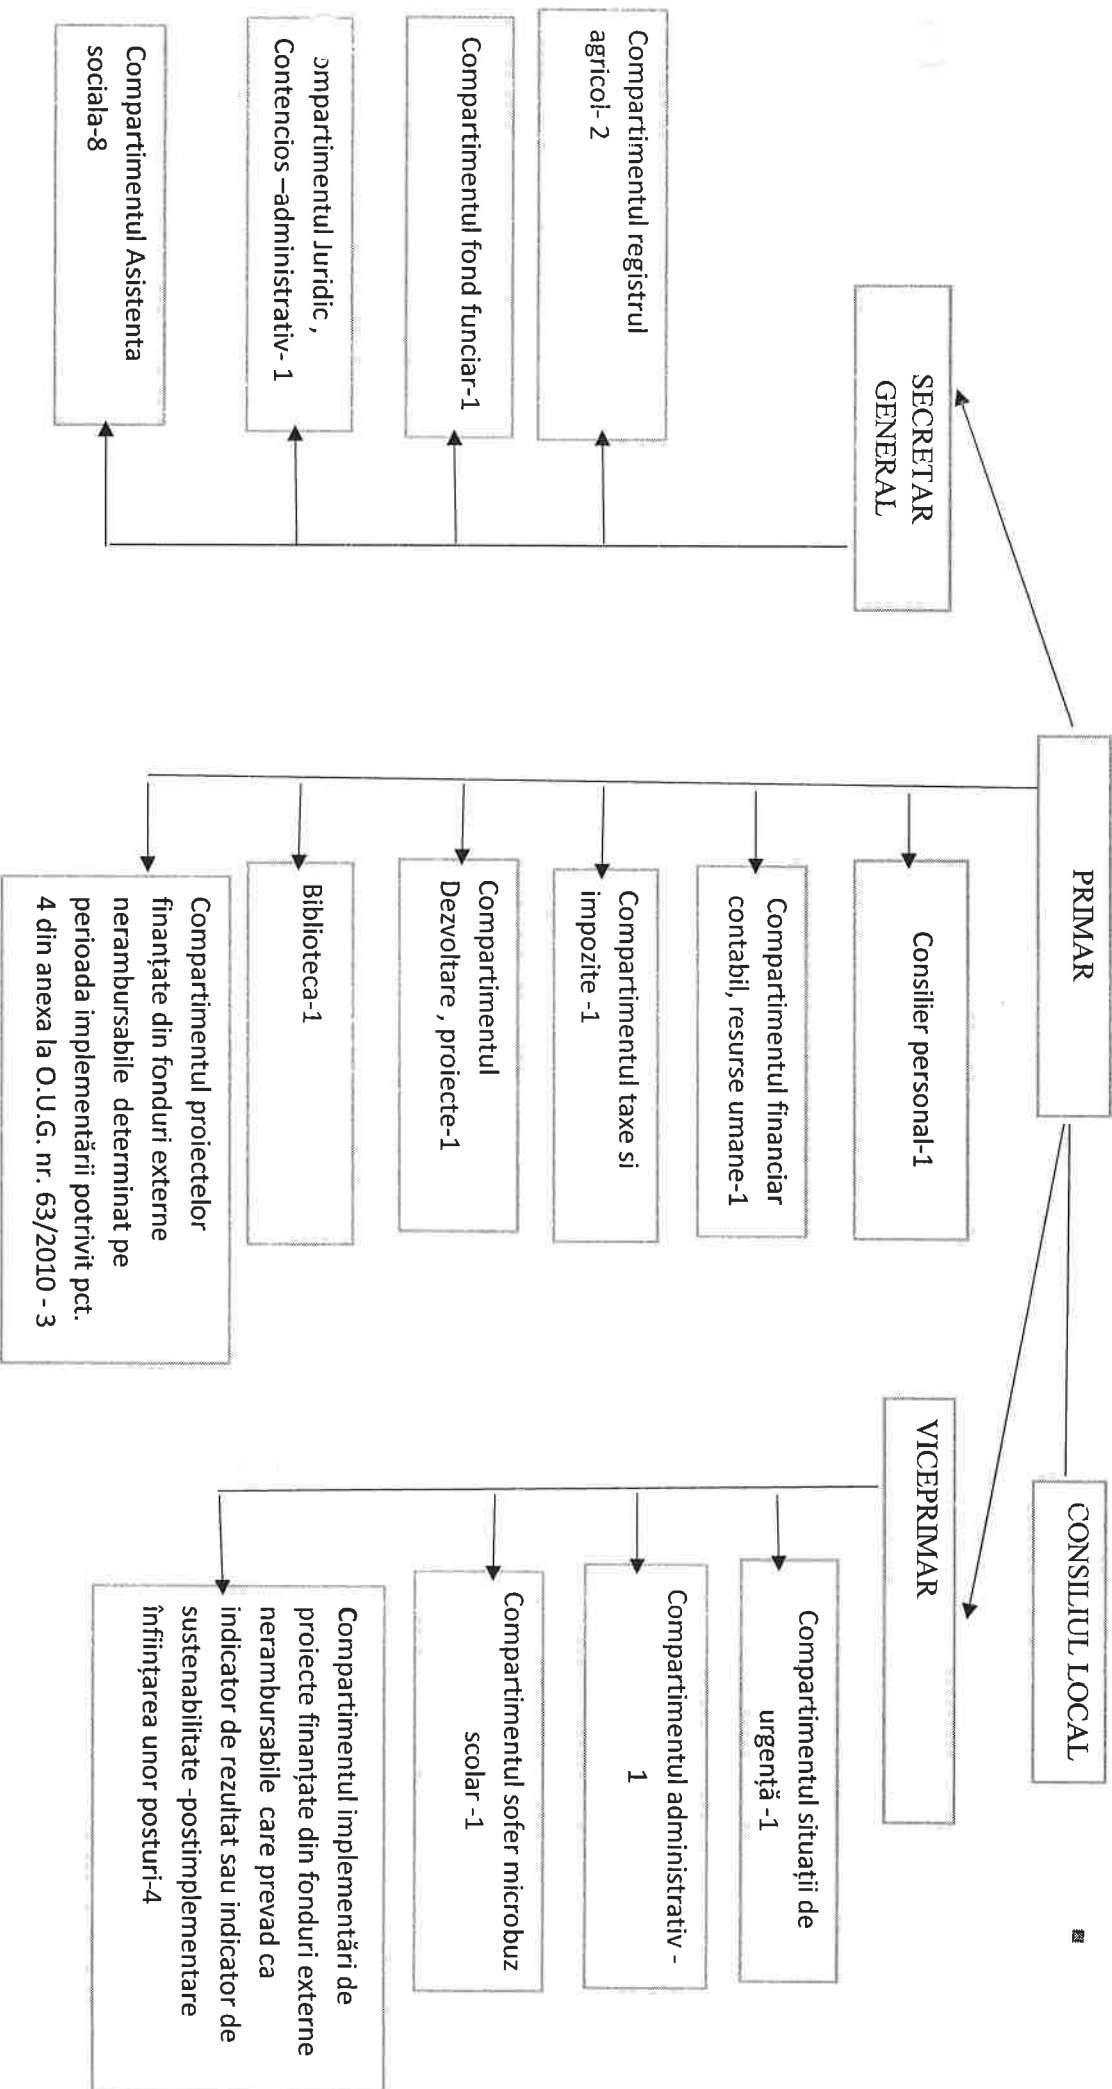 PRIMAR
CONSILIUL LOCAL
SECRETAR
GENERAL
VICEPRIMAR
Compartimentul registrul
agricol- 2
Compartimentul fond funciar-1
ompartimentul Juridic ,
Contencios –administrativ- 1
Compartimentul Asistenta
sociala-8
Consilier personal-1
Compartimentul financiar
contabil, resurse umane-1
Compartimentul taxe si
impozite -1
Compartimentul
Dezvoltare , proiecte-1
Biblioteca-1
Compartimentul proiectelor
finanțate din fonduri externe
nerambursabile determinat pe
perioada implementării potrivit pct.
4 din anexa la O.U.G. nr. 63/2010 - 3
Compartimentul situații de
urgență -1
Compartimentul administrativ -
1
Compartimentul sofer microbuz
scolar -1
Compartimentul implementări de
proiecte finanțate din fonduri externe
nerambursabile care prevad ca
indicator de rezultat sau indicator de
sustenabilitate -postimplementare
înființarea unor posturi-4